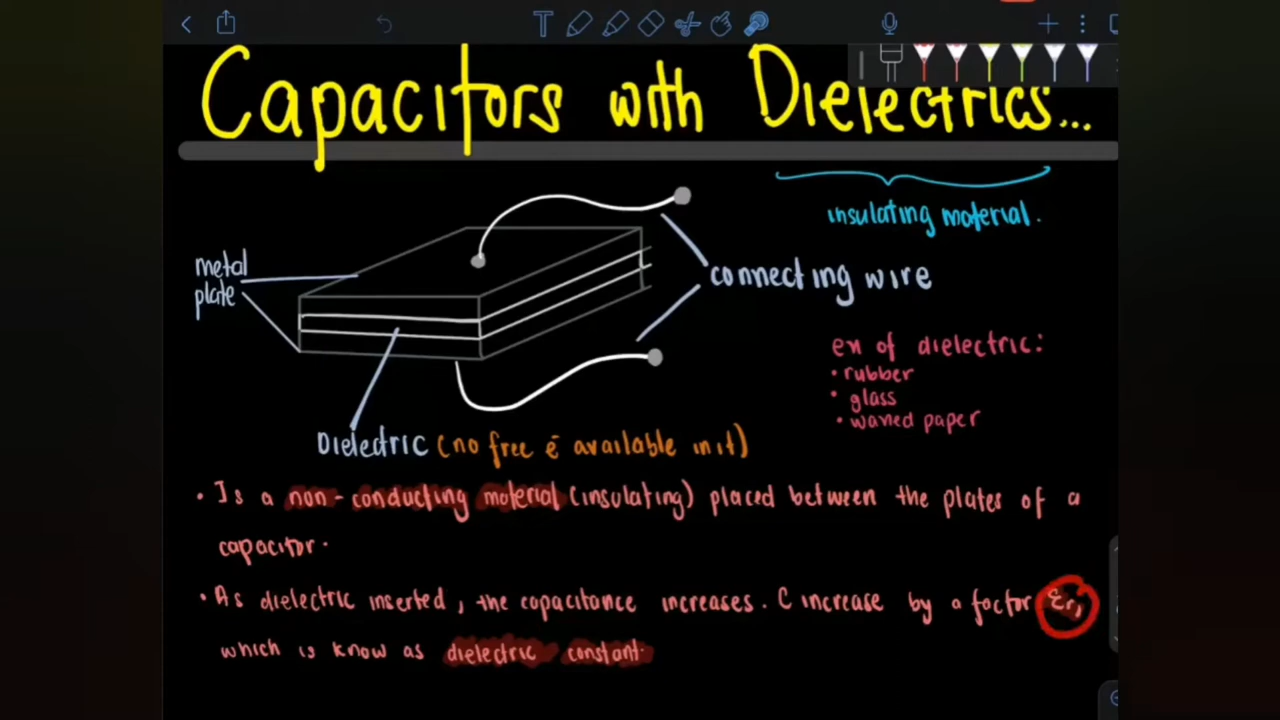 Capacitors with Dielectrics...
insulating material.
metal
plate
connecting wire
ex of dielectric:
• rubber
• glass
• waxed paper
Dielectric (no free e⁻ available in it)
• Is a non-conducting material (insulating) placed between the plates of a
capacitor.
• As dielectric inserted, the capacitance increases. C increase by a factor εr,
which is know as dielectric constant.